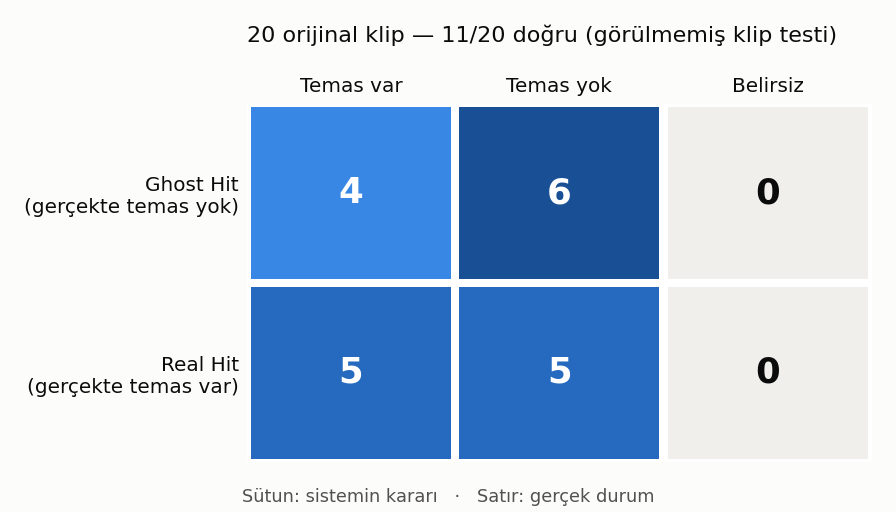 20 orijinal klip — 11/20 doğru (görülmemiş klip testi)
Temas var Temas yok Belirsiz
Ghost Hit
(gerçekte temas yok)
4 6 0
Real Hit
(gerçekte temas var)
5 5 0
Sütun: sistemin kararı · Satır: gerçek durum